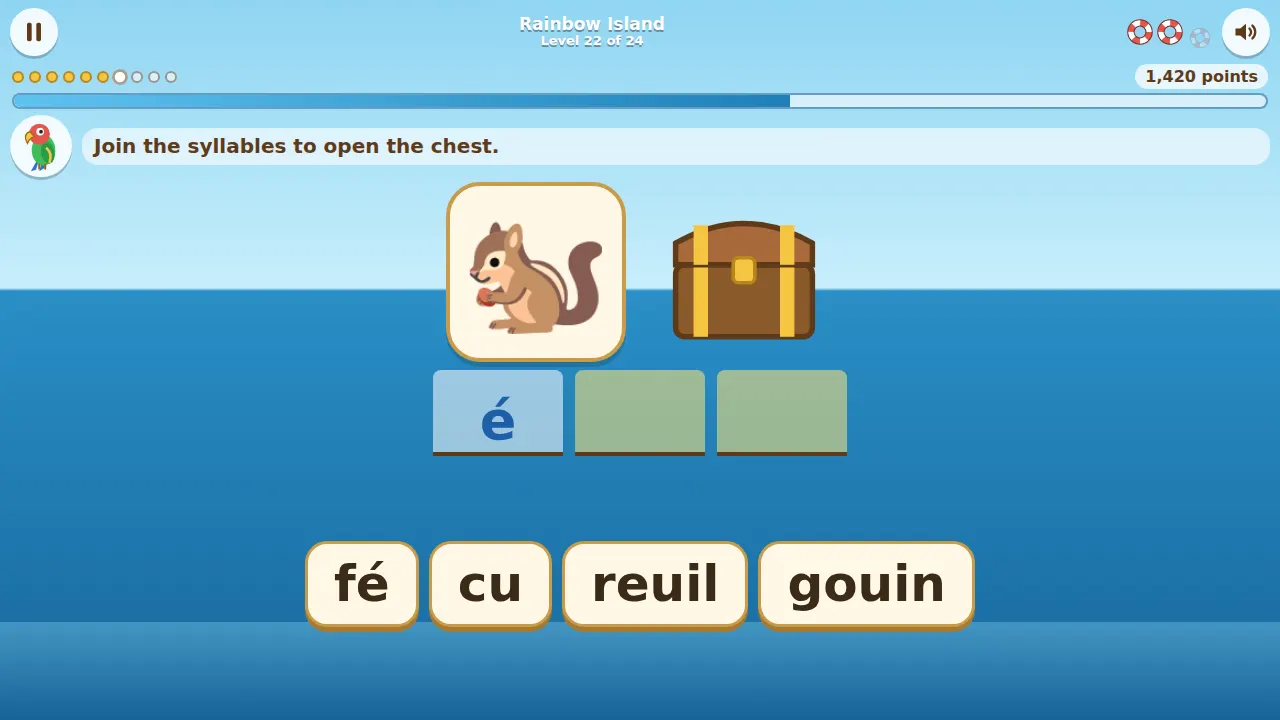 Rainbow Island
Level 22 of 24
1,420 points
Join the syllables to open the chest.
é
fé cu reuil gouin